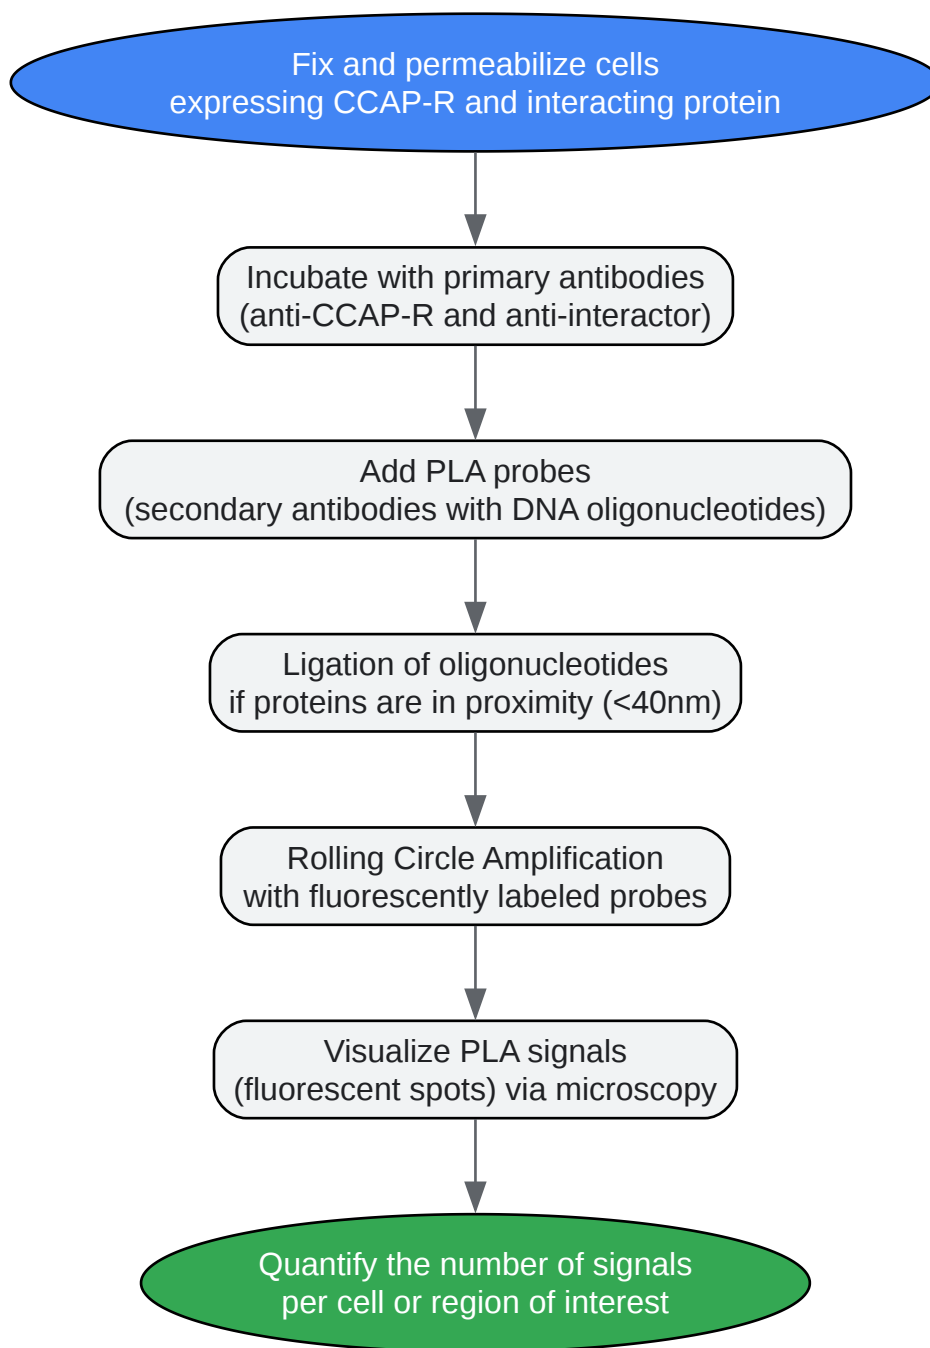 Fix and permeabilize cells
expressing CCAP-R and interacting protein
Incubate with primary antibodies
(anti-CCAP-R and anti-interactor)
Add PLA probes
(secondary antibodies with DNA oligonucleotides)
Ligation of oligonucleotides
if proteins are in proximity (<40nm)
Rolling Circle Amplification
with fluorescently labeled probes
Visualize PLA signals
(fluorescent spots) via microscopy
Quantify the number of signals
per cell or region of interest